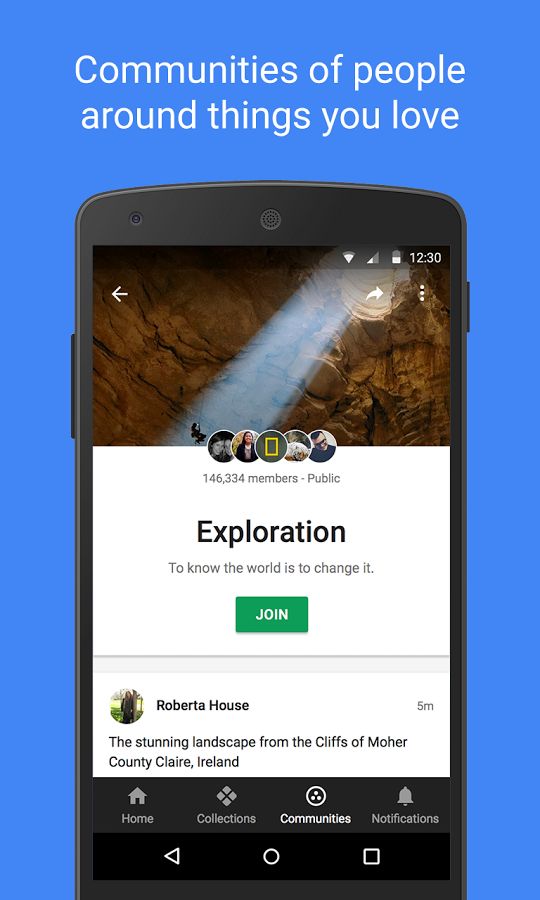 Communities of people
around things you love
12:30
146,334 members - Public
Exploration
To know the world is to change it.
JOIN
Roberta House 5m
The stunning landscape from the Cliffs of Moher
County Claire, Ireland
Home Collections Communities Notifications